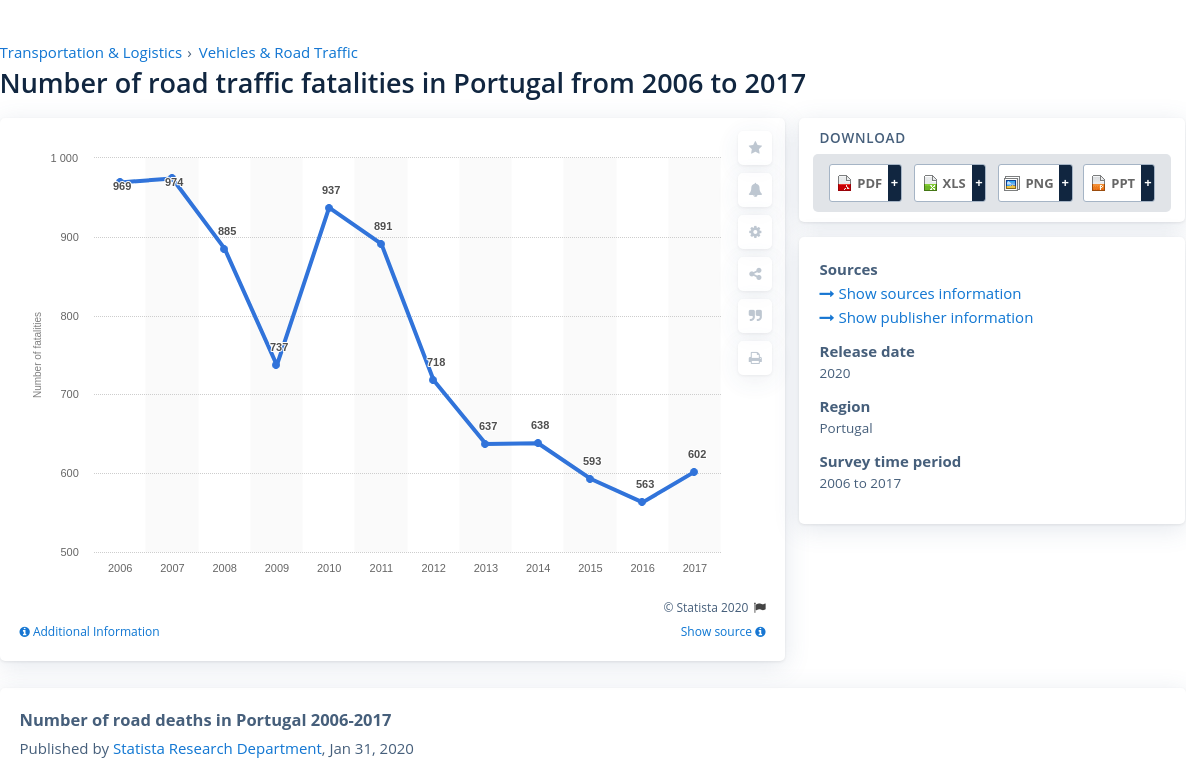 Transportation & Logistics › Vehicles & Road Traffic
Number of road traffic fatalities in Portugal from 2006 to 2017
Number of fatalities
1 000
900
800
700
600
500
969
974
885
737
937
891
718
637
638
593
563
602
2006 2007 2008 2009 2010 2011 2012 2013 2014 2015 2016 2017
© Statista 2020
Additional Information
Show source
DOWNLOAD
PDF + XLS + PNG + PPT +
Sources
Show sources information
Show publisher information
Release date
2020
Region
Portugal
Survey time period
2006 to 2017
Number of road deaths in Portugal 2006-2017
Published by Statista Research Department, Jan 31, 2020